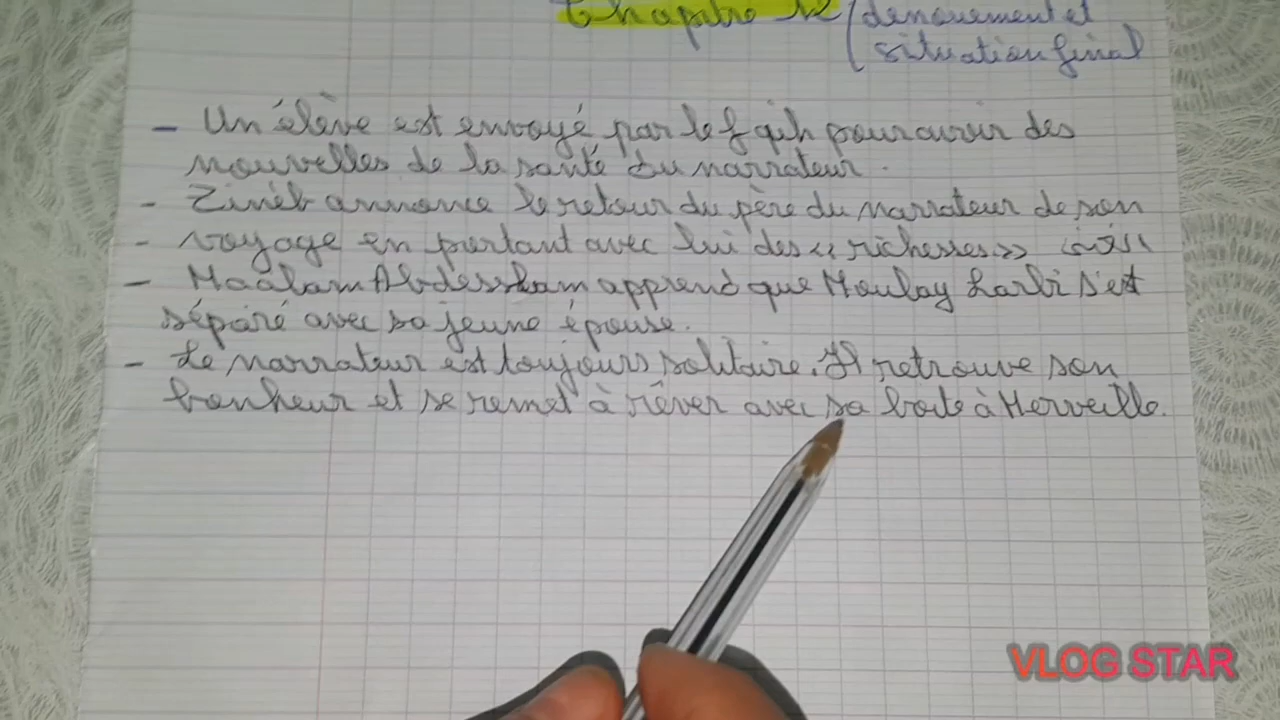 Chapitre 12 (dénouement et
situation final
- Un élève est envoyé par le fqih pour avoir des
nouvelles de la santé du narrateur.
- Zineb annonce le retour du père du narrateur de son
- voyage en portant avec lui des « richesses »
- Maalam Abdesslam apprend que Moulay Larbi s'est
séparé avec sa jeune épouse.
- Le narrateur est toujours solitaire. Il retrouve son
bonheur et se remet à rêver avec sa boite à Merveille.
VLOG STAR